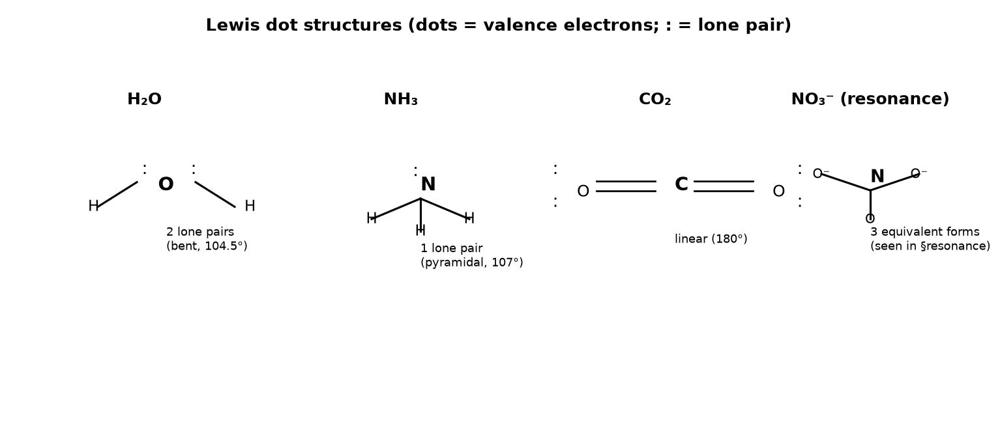 Lewis dot structures (dots = valence electrons; : = lone pair)
H₂O
NH₃
CO₂
NO₃⁻ (resonance)
: O :
H H
2 lone pairs
(bent, 104.5°)
: N
H H
H
1 lone pair
(pyramidal, 107°)
: :
O C O
: :
linear (180°)
O⁻ N O⁻
O
3 equivalent forms
(seen in §resonance)